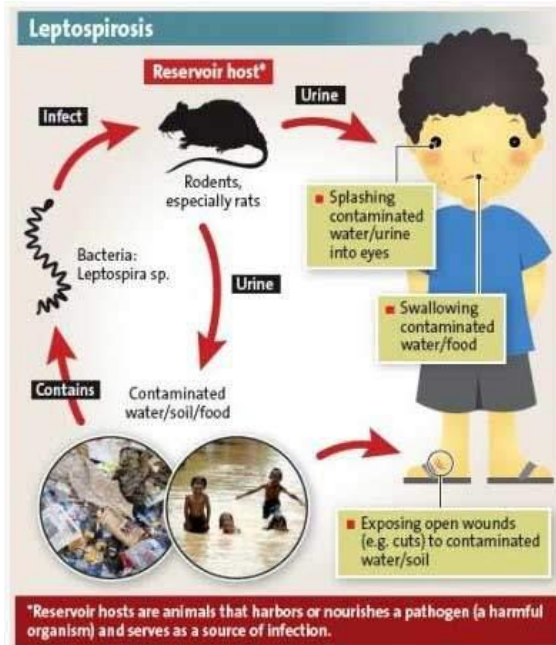 Leptospirosis
Reservoir host*
Infect
Urine
Rodents,
especially rats
Bacteria:
Leptospira sp.
Urine
Contains
Contaminated
water/soil/food
Splashing
contaminated
water/urine
into eyes
Swallowing
contaminated
water/food
Exposing open wounds
(e.g. cuts) to contaminated
water/soil
*Reservoir hosts are animals that harbors or nourishes a pathogen (a harmful
organism) and serves as a source of infection.